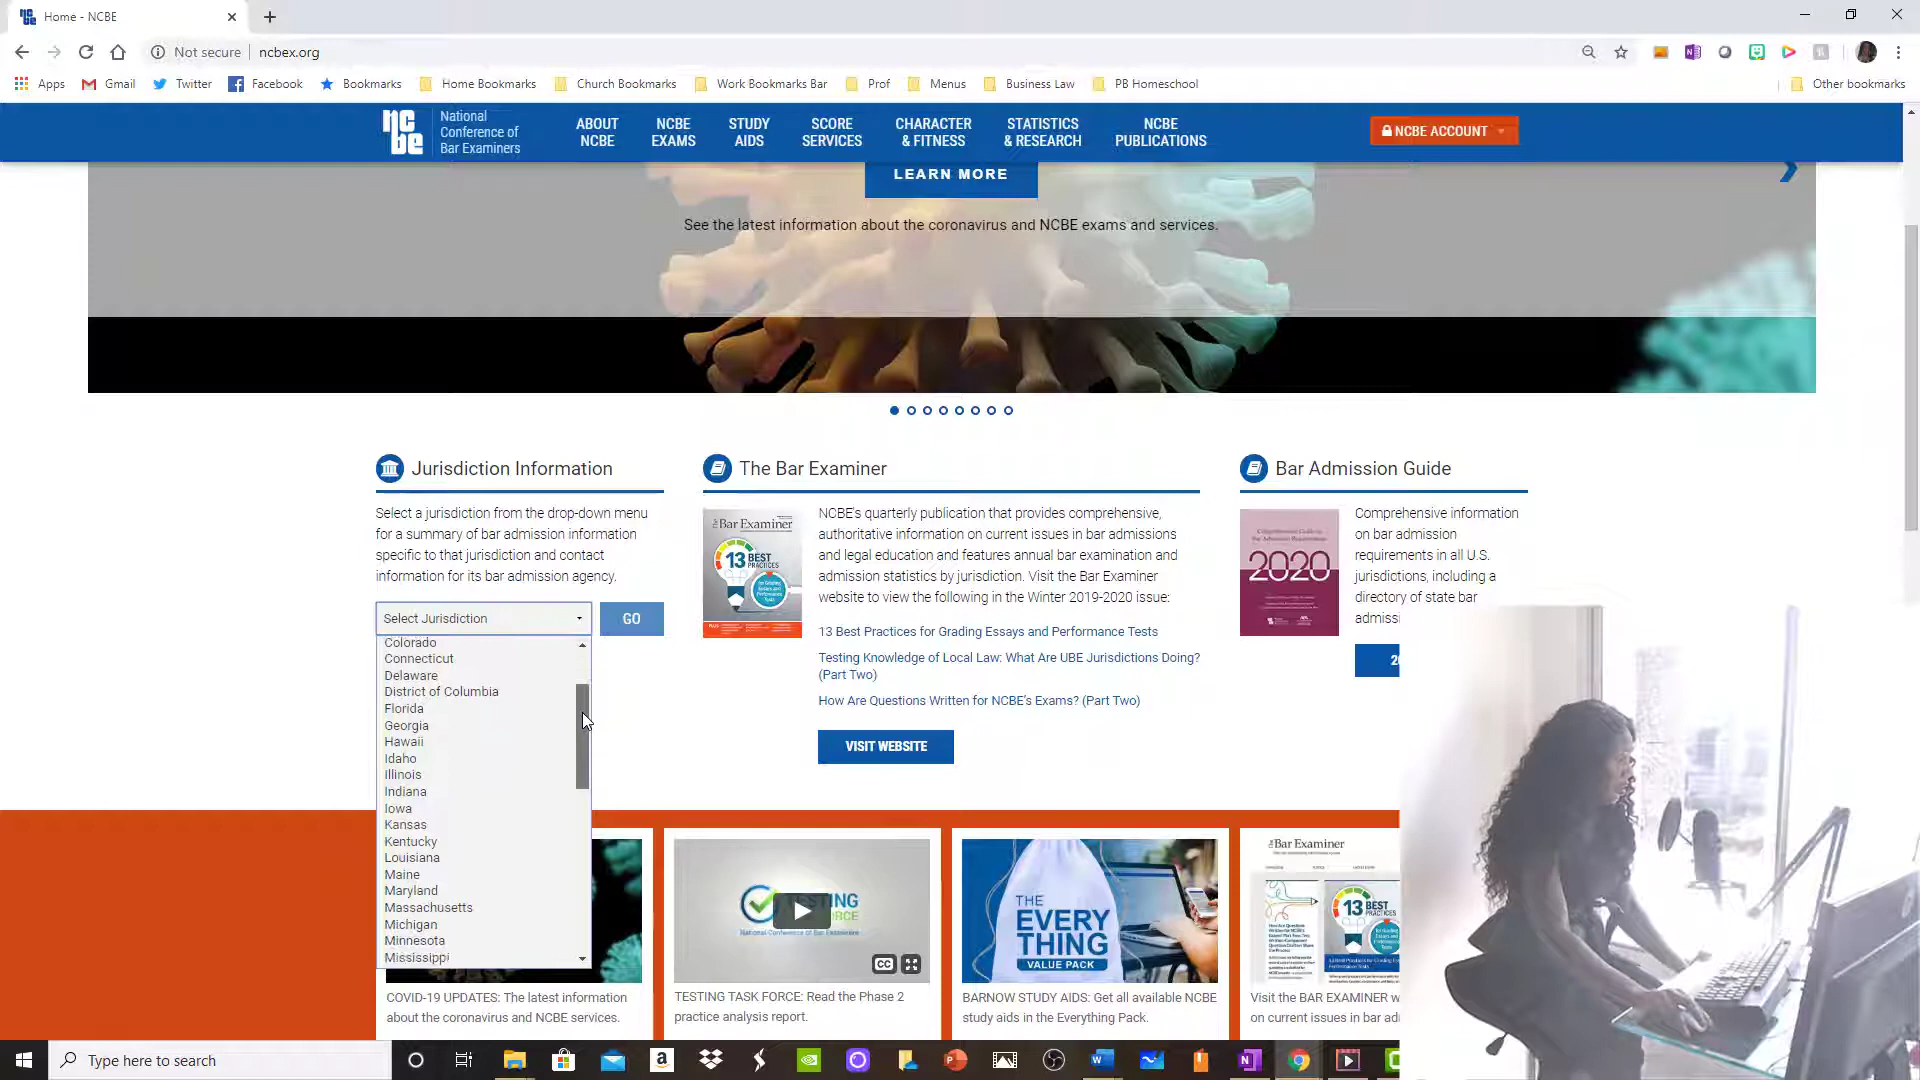 Home - NCBE
Not secure
ncbex.org
Apps
Gmail
Twitter
Facebook
Bookmarks
Home Bookmarks
Church Bookmarks
Work Bookmarks Bar
Prof
Menus
Business Law
PB Homeschool
Other bookmarks
nc
be
National
Conference of
Bar Examiners
ABOUT
NCBE
NCBE
EXAMS
STUDY
AIDS
SCORE
SERVICES
CHARACTER
& FITNESS
STATISTICS
& RESEARCH
NCBE
PUBLICATIONS
NCBE ACCOUNT
LEARN MORE
See the latest information about the coronavirus and NCBE exams and services.
Jurisdiction Information
Select a jurisdiction from the drop-down menu
for a summary of bar admission information
specific to that jurisdiction and contact
information for its bar admission agency.
Select Jurisdiction
GO
Colorado
Connecticut
Delaware
District of Columbia
Florida
Georgia
Hawaii
Idaho
Illinois
Indiana
Iowa
Kansas
Kentucky
Louisiana
Maine
Maryland
Massachusetts
Michigan
Minnesota
Mississippi
The Bar Examiner
Bar Examiner
13 BEST
PRACTICES
NCBE's quarterly publication that provides comprehensive,
authoritative information on current issues in bar admissions
and legal education and features annual bar examination and
admission statistics by jurisdiction. Visit the Bar Examiner
website to view the following in the Winter 2019-2020 issue:
13 Best Practices for Grading Essays and Performance Tests
Testing Knowledge of Local Law: What Are UBE Jurisdictions Doing?
(Part Two)
How Are Questions Written for NCBE's Exams? (Part Two)
VISIT WEBSITE
Bar Admission Guide
2020
Comprehensive information
on bar admission
requirements in all U.S.
jurisdictions, including a
directory of state bar
admissi
20
COVID-19 UPDATES: The latest information
about the coronavirus and NCBE services.
TESTING
National Conference of Bar Examiners
CC
TESTING TASK FORCE: Read the Phase 2
practice analysis report.
THE
EVERY
THING
VALUE PACK
BARNOW STUDY AIDS: Get all available NCBE
study aids in the Everything Pack.
Bar Examiner
13 BEST
PRACTICES
Visit the BAR EXAMINER w
on current issues in bar ad
Type here to search